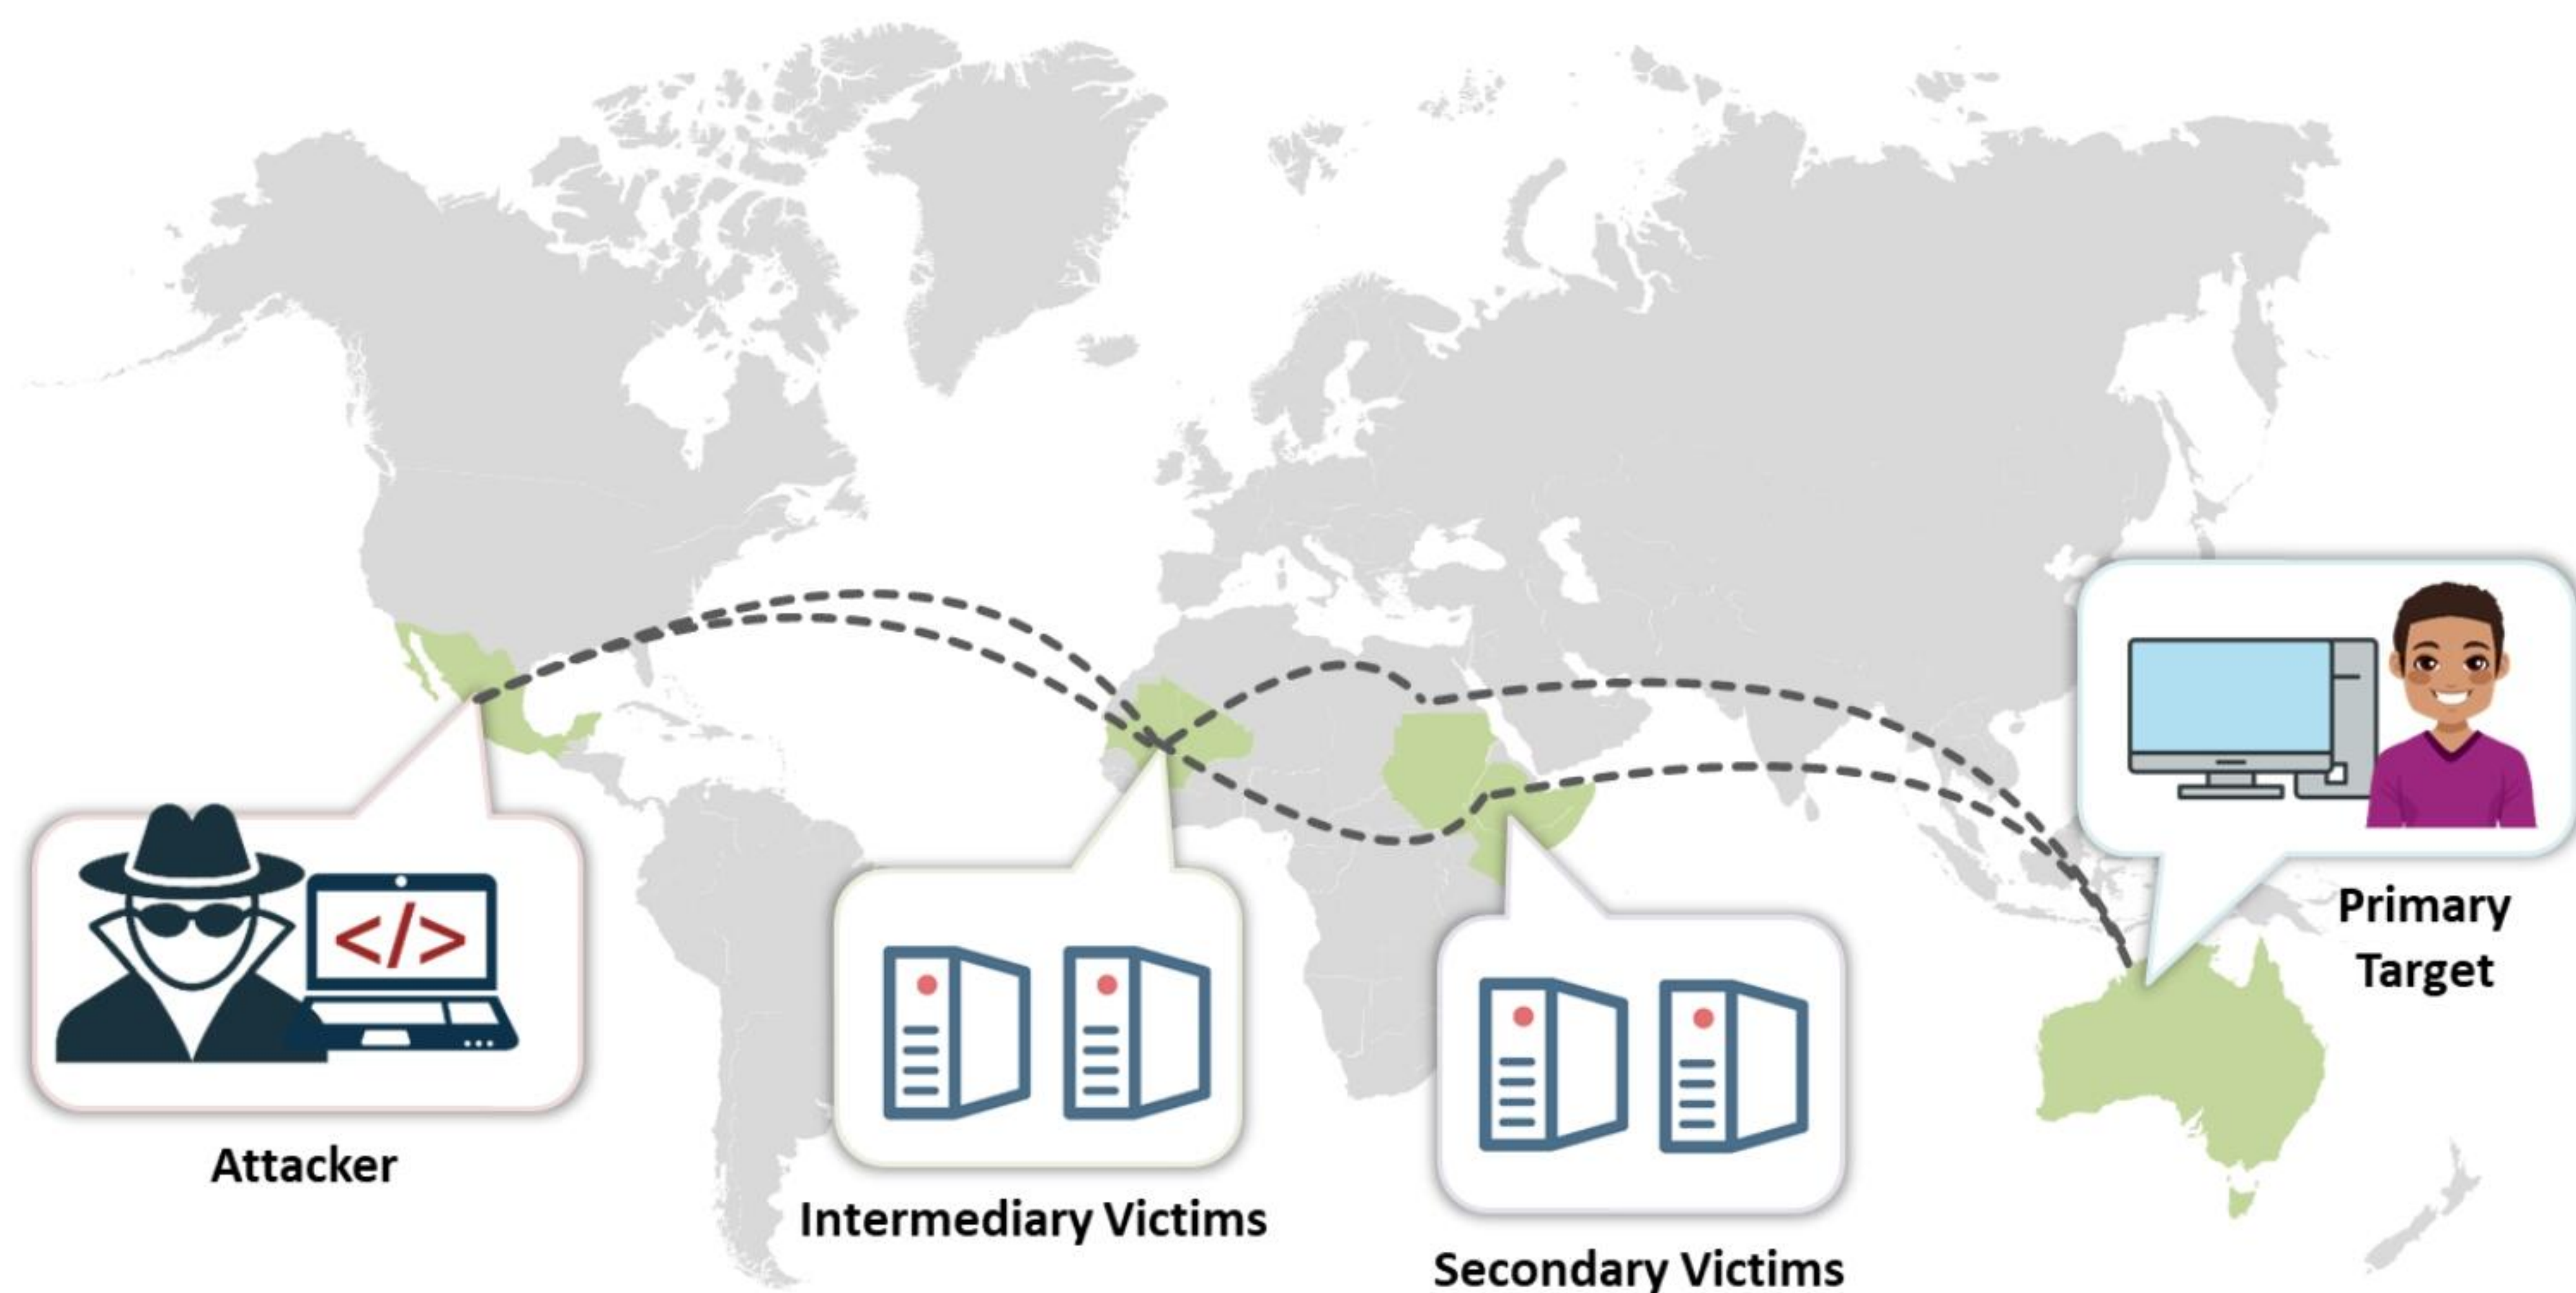 </>
Primary
Target
Attacker
Intermediary Victims
Secondary Victims